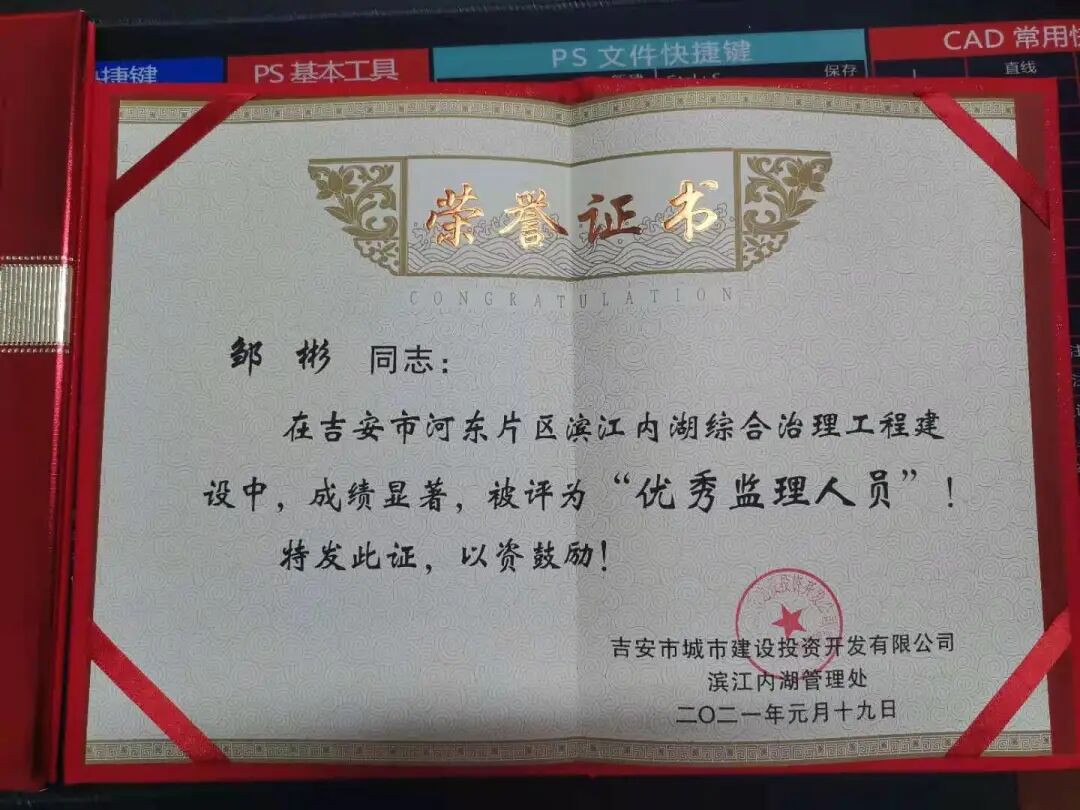 捷键
PS 基本工具
PS 文件快捷键
CAD 常用快
保存
直线
荣誉证书
CONGRATULATION
邹 彬 同志：
在吉安市河东片区滨江内湖综合治理工程建
设中，成绩显著，被评为“优秀监理人员”！
特发此证，以资鼓励！
吉安市城市建设投资开发有限公司
滨江内湖管理处
二〇二一年元月十九日